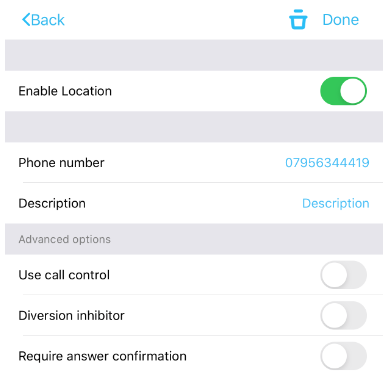 Back Done
Enable Location
Phone number 07956344419
Description Description
Advanced options
Use call control
Diversion inhibitor
Require answer confirmation